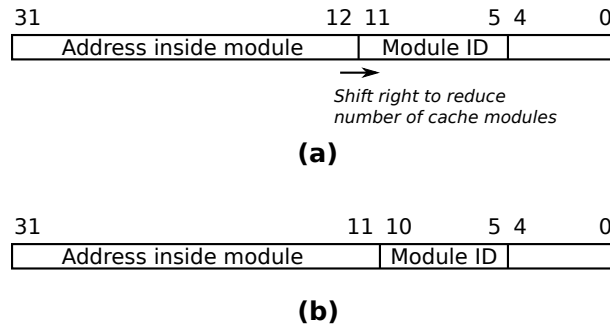 31 12 11 5 4 0
Address inside module Module ID
Shift right to reduce
number of cache modules
(a)
31 11 10 5 4 0
Address inside module Module ID
(b)